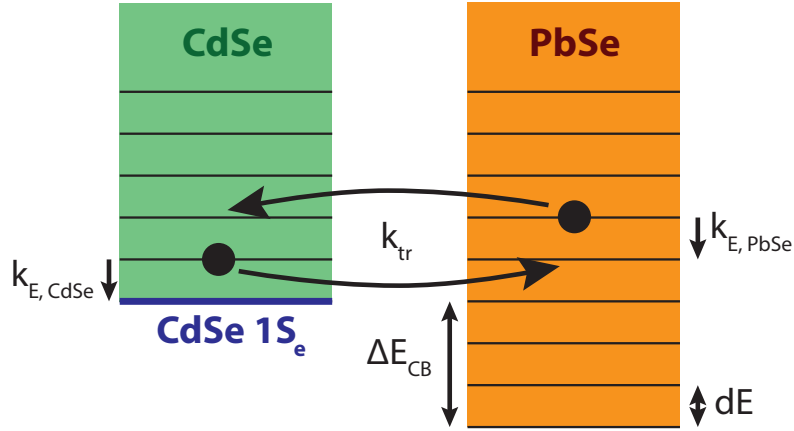 CdSe
PbSe
k_tr
k_E, PbSe
k_E, CdSe
CdSe 1S_e
ΔE_CB
dE